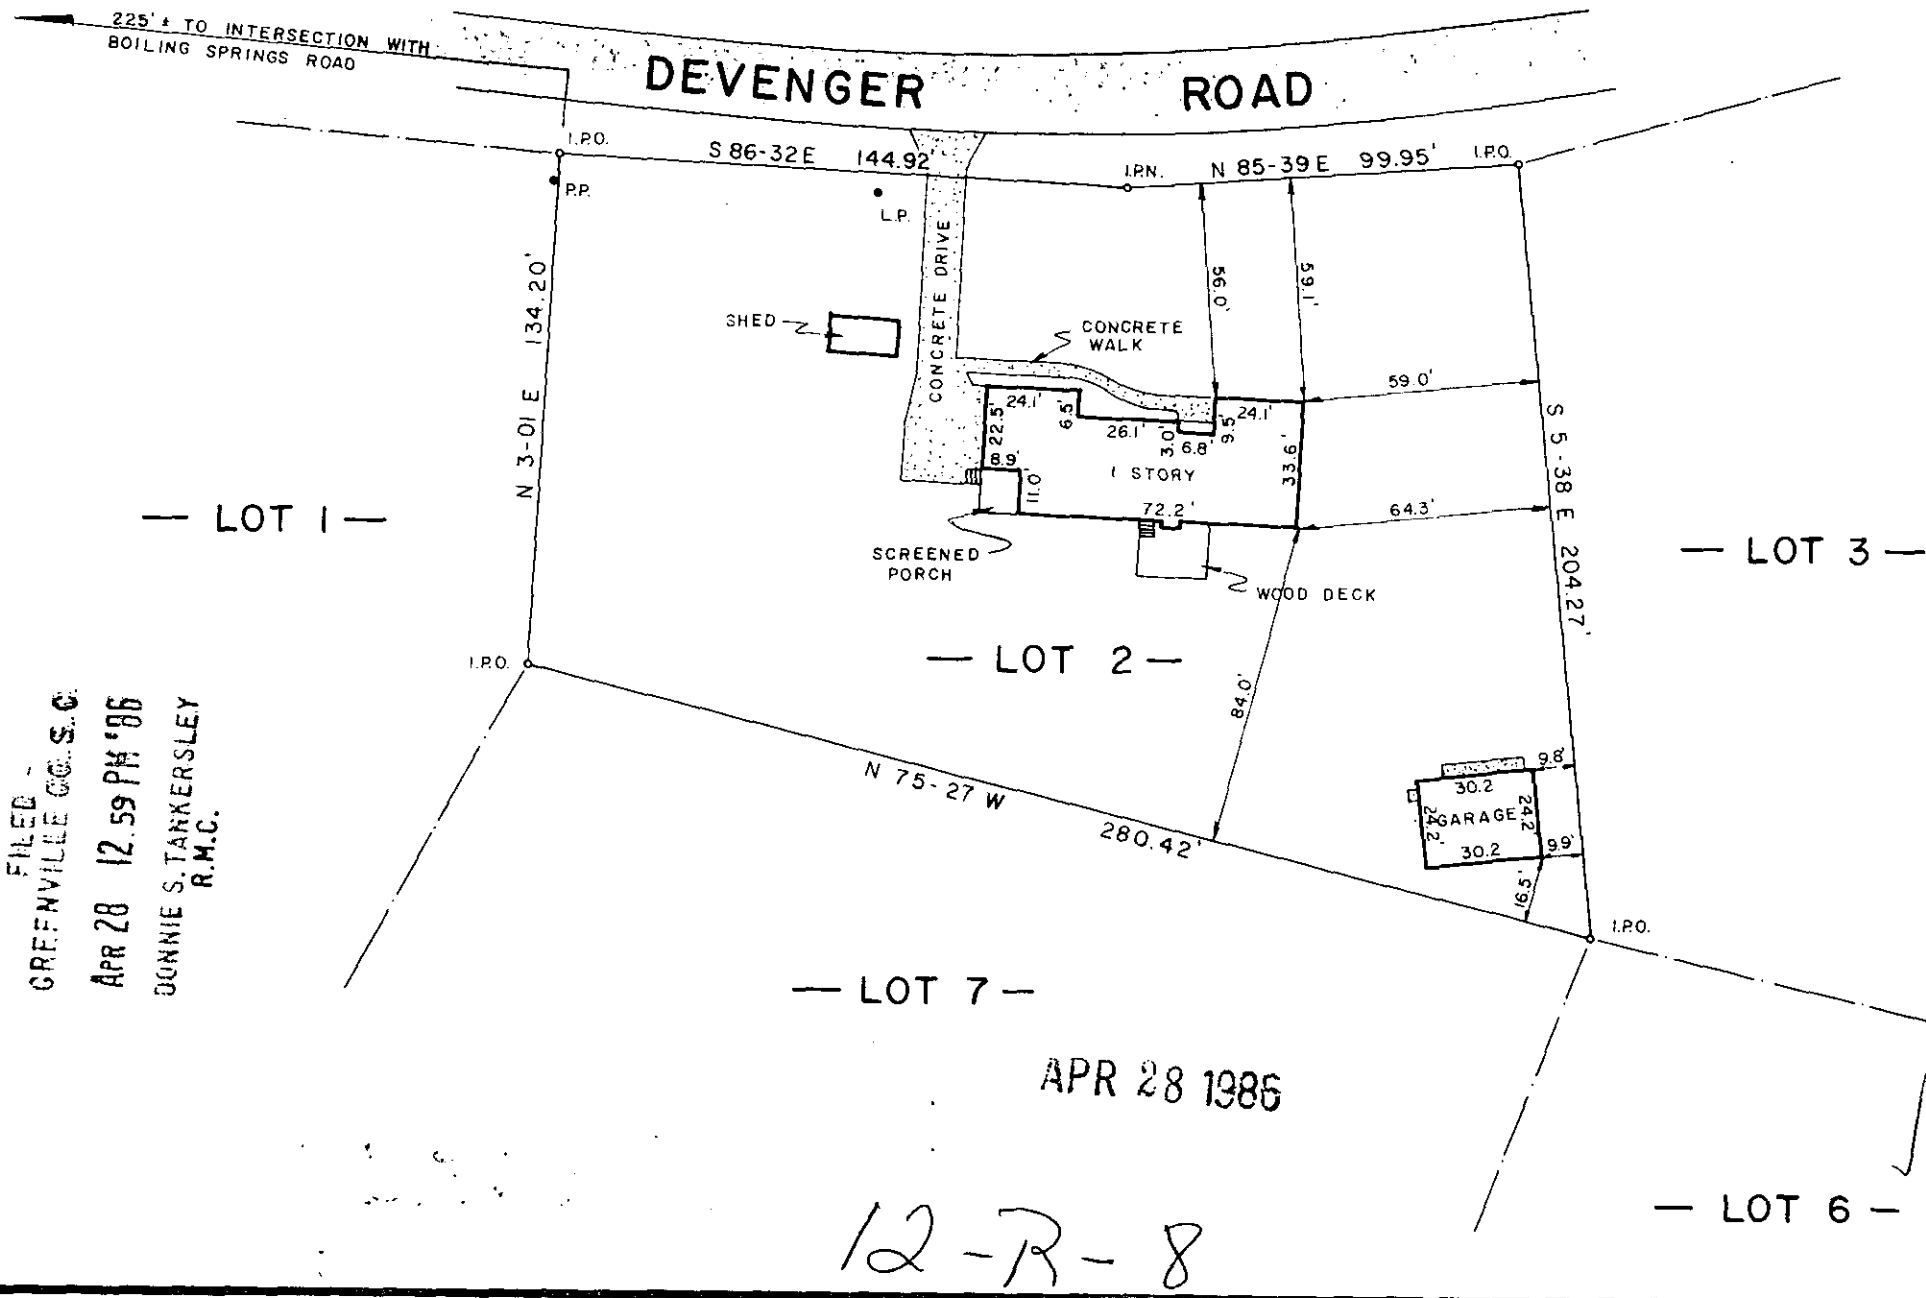 225' ± TO INTERSECTION WITH
BOILING SPRINGS ROAD
DEVENGER ROAD
I.P.O.
S 86-32 E 144.92'
I.P.N.
N 85-39 E 99.95'
I.P.O.
P.P.
L.P.
N 3-01 E 134.20'
CONCRETE DRIVE
56.0'
59.1'
SHED
CONCRETE
WALK
59.0'
24.1'
22.5'
6.5'
26.1'
3.0'
6.8'
9.5'
24.1'
33.6'
8.9'
11.0'
1 STORY
72.2'
64.3'
S 5-38 E 204.27'
— LOT 1 —
— LOT 3 —
SCREENED
PORCH
WOOD DECK
— LOT 2 —
I.P.O.
84.0'
N 75-27 W
280.42'
9.8'
30.2
24.2'
GARAGE
24.2
30.2
9.9'
16.5'
I.P.O.
FILED -
GREENVILLE CO. S.C.
APR 28 12.59 PM '86
DONNIE S. TANKERSLEY
R.M.C.
— LOT 7 —
APR 28 1986
— LOT 6 —
12-R-8